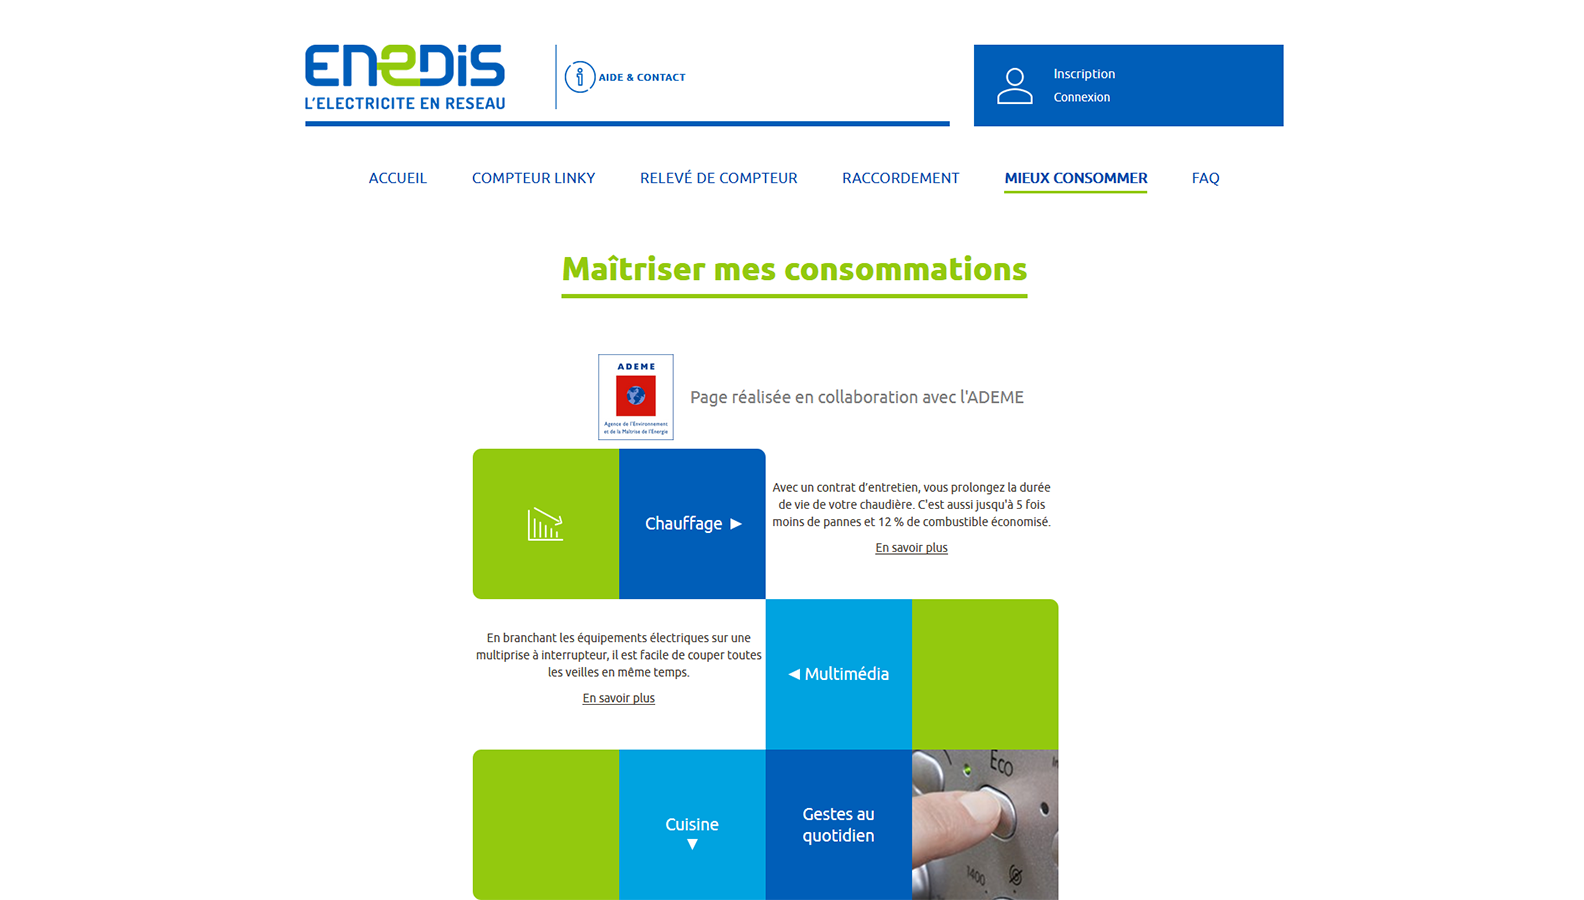 ENEDIS
L'ELECTRICITE EN RESEAU
AIDE & CONTACT
Inscription
Connexion
ACCUEIL
COMPTEUR LINKY
RELEVÉ DE COMPTEUR
RACCORDEMENT
MIEUX CONSOMMER
FAQ
Maîtriser mes consommations
ADEME
Agence de l'Environnement
et de la Maîtrise de l'Energie
Page réalisée en collaboration avec l'ADEME
Chauffage ►
Avec un contrat d’entretien, vous prolongez la durée
de vie de votre chaudière. C'est aussi jusqu'à 5 fois
moins de pannes et 12 % de combustible économisé.
En savoir plus
En branchant les équipements électriques sur une
multiprise à interrupteur, il est facile de couper toutes
les veilles en même temps.
En savoir plus
◄ Multimédia
Cuisine
▼
Gestes au
quotidien
Eco
1400